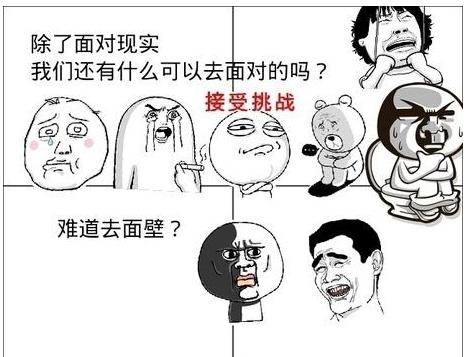 除了面对现实
我们还有什么可以去面对的吗？
接受挑战
难道去面壁？